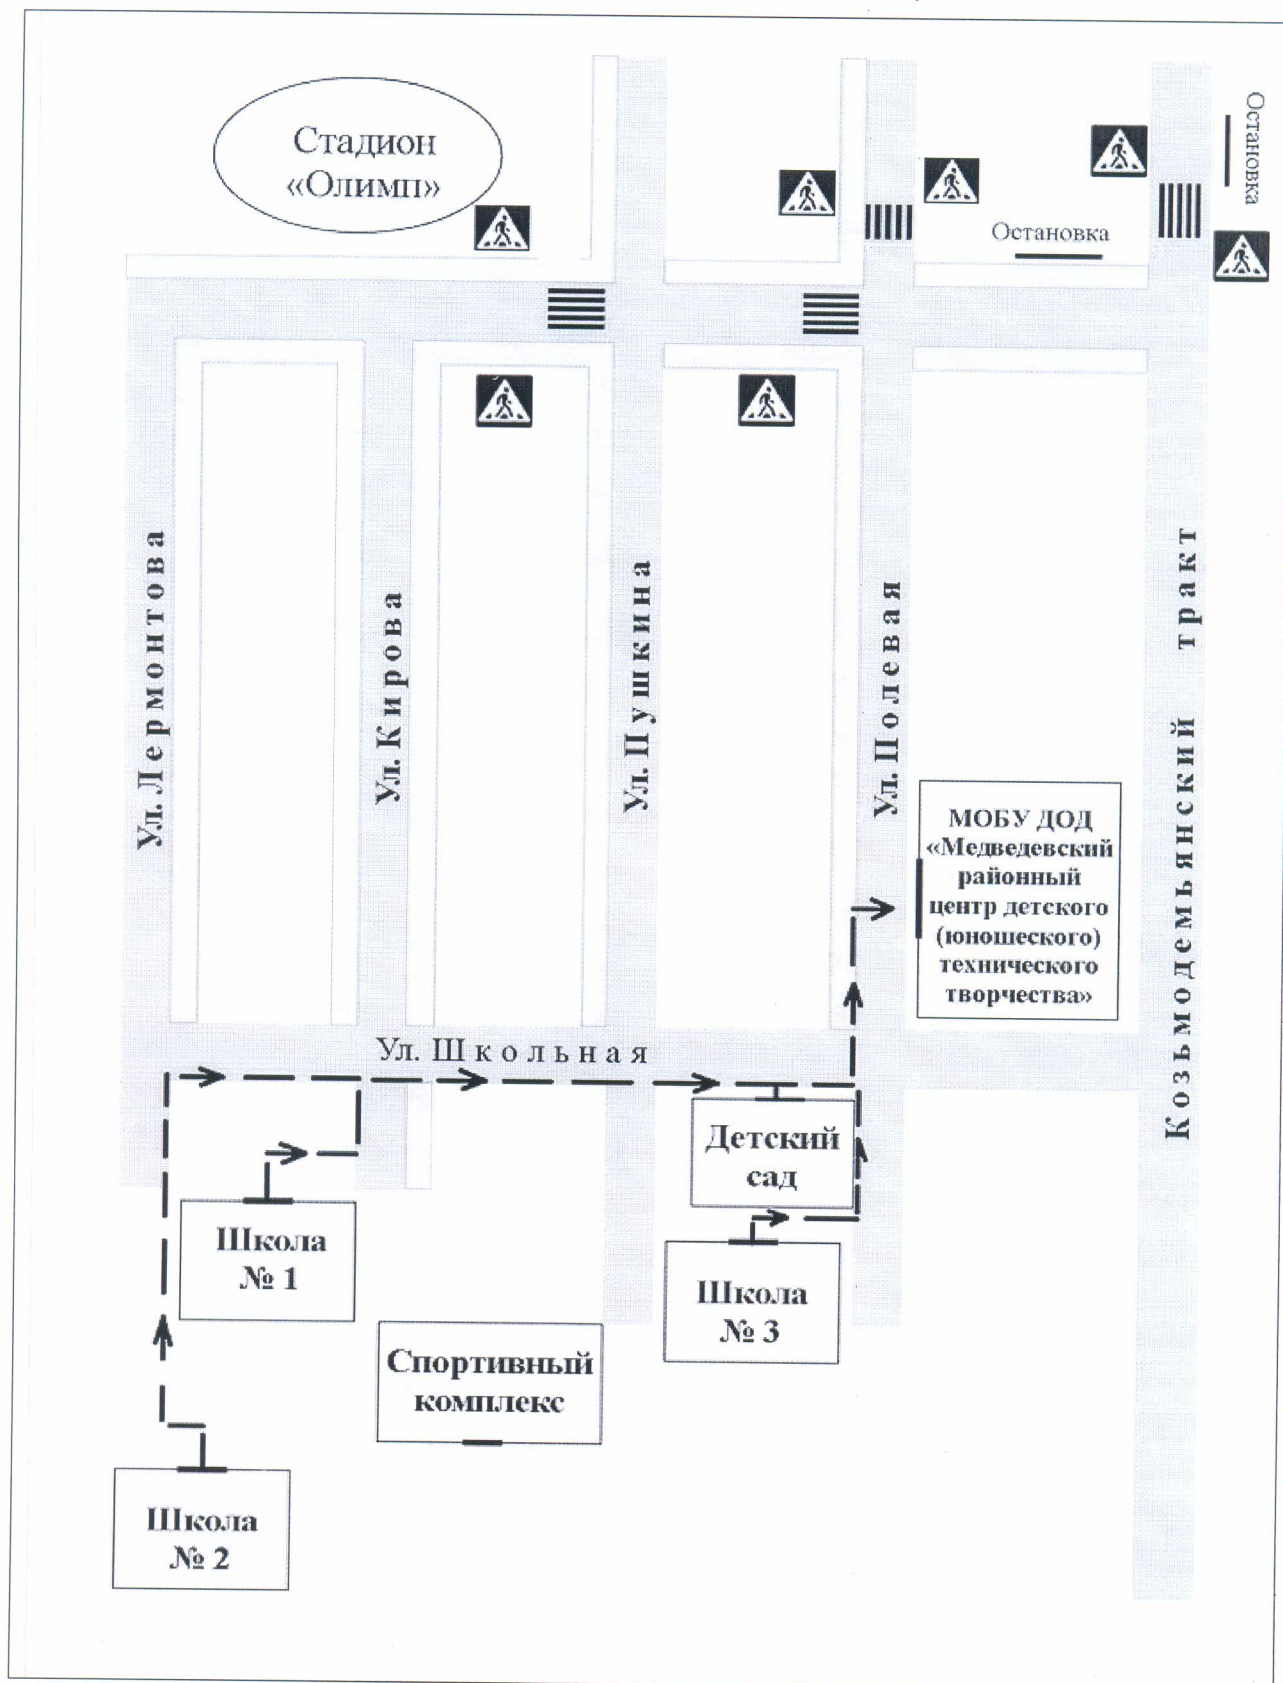 Стадион
«Олимп»
Остановка
Остановка
Ул. Лермонтова
Ул. Кирова
Ул. Пушкина
Ул. Полевая
Козьмодемьянский тракт
МОБУ ДОД
«Медведевский
районный
центр детского
(юношеского)
технического
творчества»
Ул. Школьная
Детский
сад
Школа
№ 1
Школа
№ 3
Спортивный
комплекс
Школа
№ 2